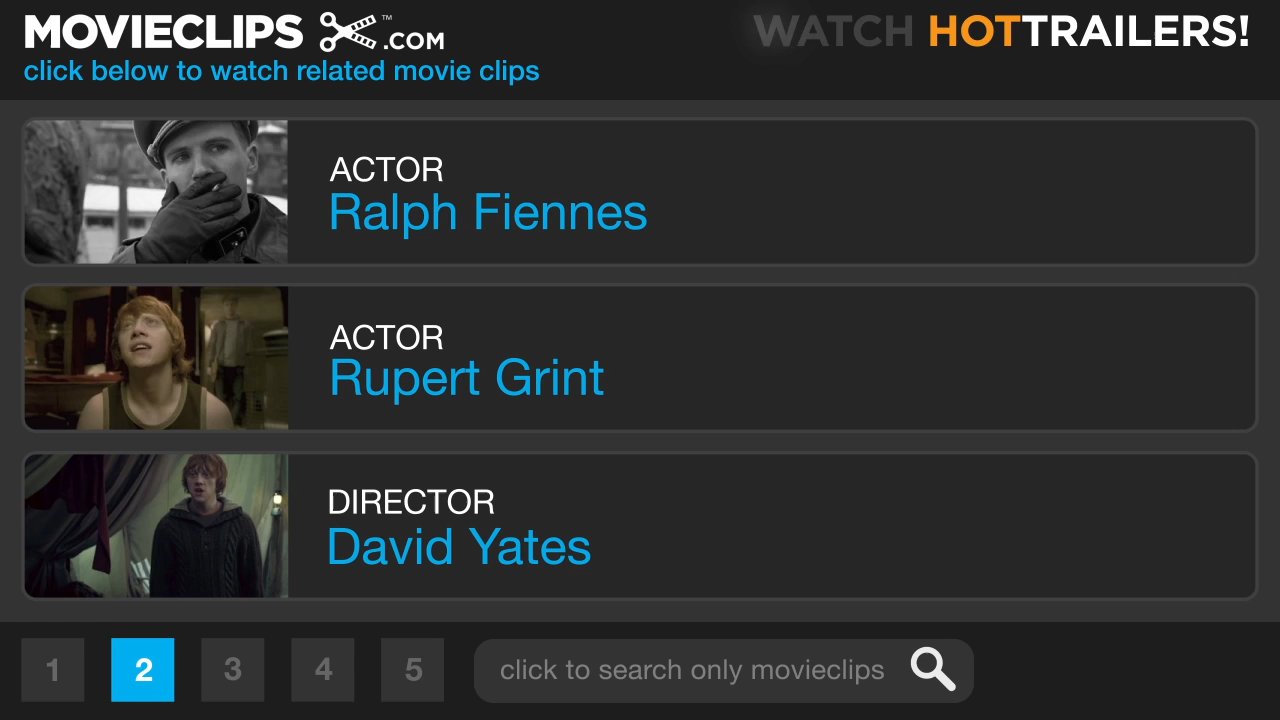 MOVIECLIPS ™ .COM
WATCH HOTTRAILERS!
click below to watch related movie clips
ACTOR
Ralph Fiennes
ACTOR
Rupert Grint
DIRECTOR
David Yates
1 2 3 4 5 click to search only movieclips